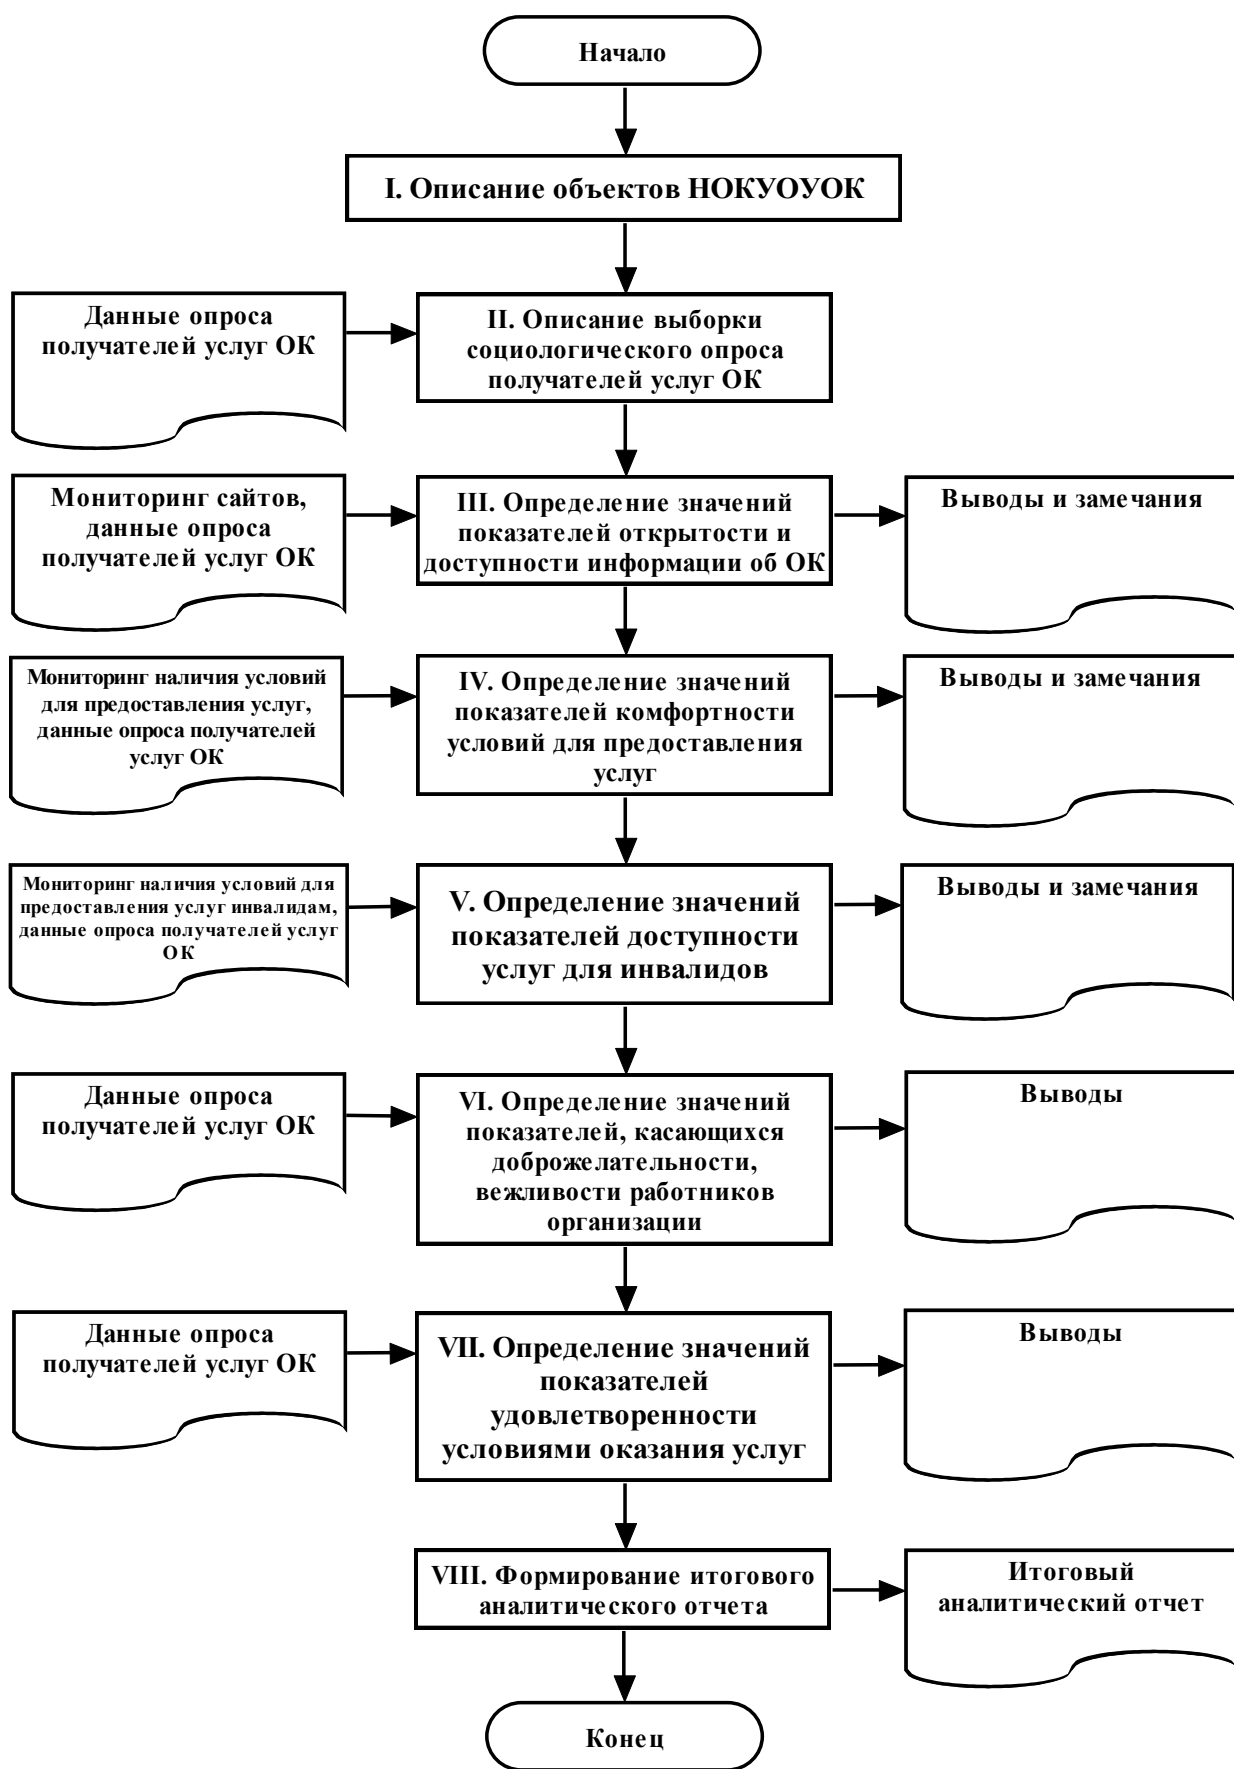 Начало
I. Описание объектов НОКУОУОК
Данные опроса
получателей услуг ОК
II. Описание выборки
социологического опроса
получателей услуг ОК
Мониторинг сайтов,
данные опроса
получателей услуг ОК
III. Определение значений
показателей открытости и
доступности информации об ОК
Выводы и замечания
Мониторинг наличия условий
для предоставления услуг,
данные опроса получателей
услуг ОК
IV. Определение значений
показателей комфортности
условий для предоставления
услуг
Выводы и замечания
Мониторинг наличия условий для
предоставления услуг инвалидам,
данные опроса получателей услуг
ОК
V. Определение значений
показателей доступности
услуг для инвалидов
Выводы и замечания
Данные опроса
получателей услуг ОК
VI. Определение значений
показателей, касающихся
доброжелательности,
вежливости работников
организации
Выводы
Данные опроса
получателей услуг ОК
VII. Определение значений
показателей
удовлетворенности
условиями оказания услуг
Выводы
VIII. Формирование итогового
аналитического отчета
Итоговый
аналитический отчет
Конец